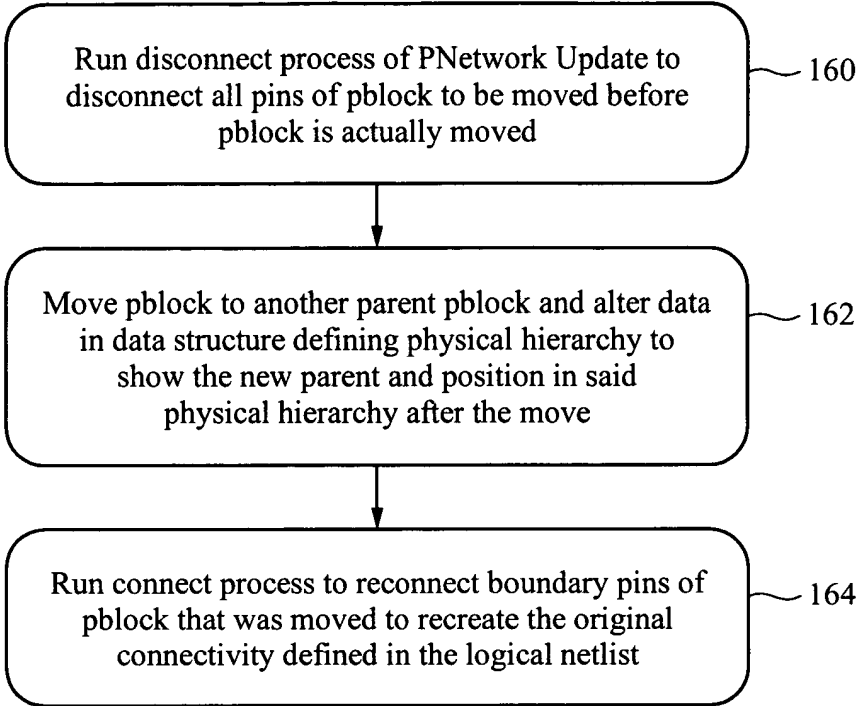 Run disconnect process of PNetwork Update to
disconnect all pins of pblock to be moved before
pblock is actually moved
160
Move pblock to another parent pblock and alter data
in data structure defining physical hierarchy to
show the new parent and position in said
physical hierarchy after the move
162
Run connect process to reconnect boundary pins of
pblock that was moved to recreate the original
connectivity defined in the logical netlist
164